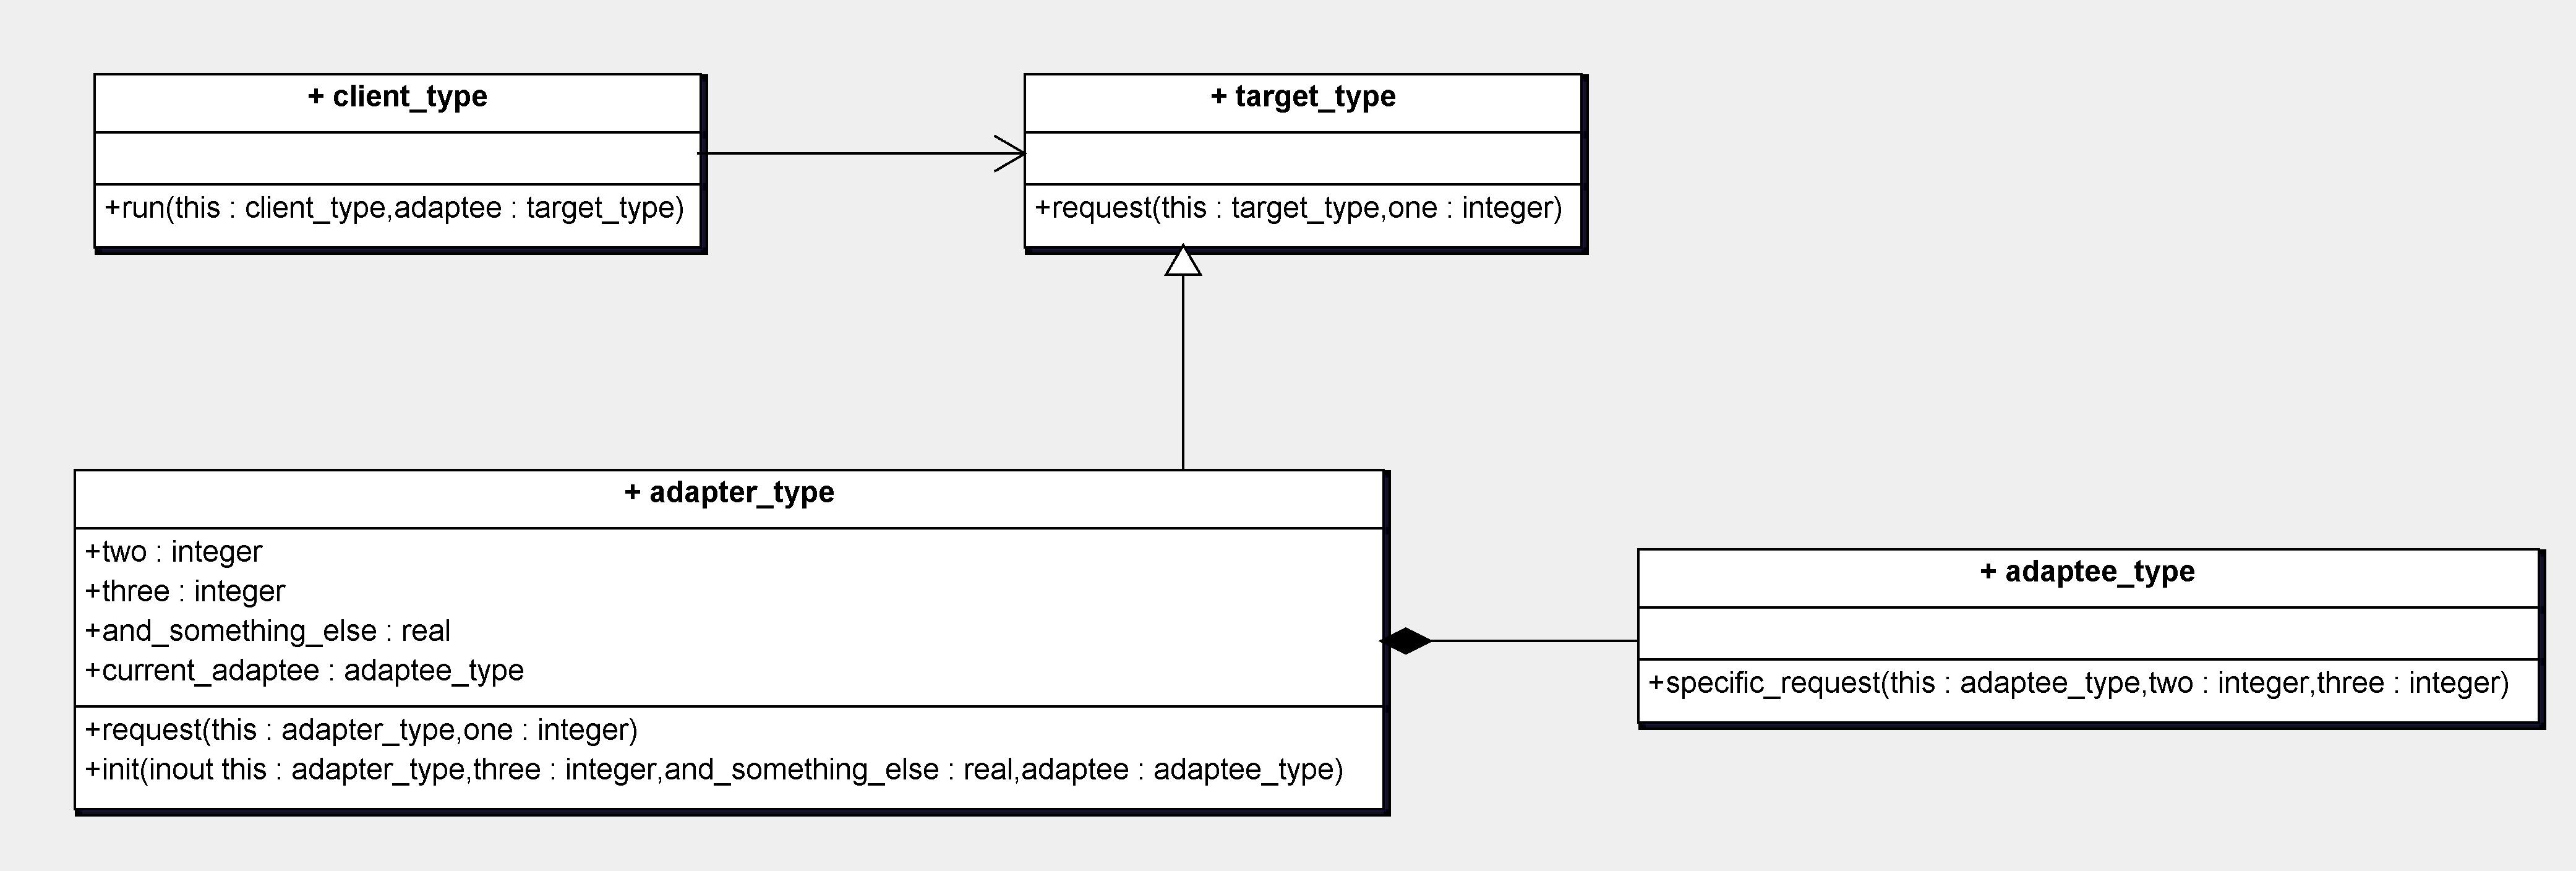 + client_type
+run(this : client_type,adaptee : target_type)
+ target_type
+request(this : target_type,one : integer)
+ adapter_type
+two : integer
+three : integer
+and_something_else : real
+current_adaptee : adaptee_type
+request(this : adapter_type,one : integer)
+init(inout this : adapter_type,three : integer,and_something_else : real,adaptee : adaptee_type)
+ adaptee_type
+specific_request(this : adaptee_type,two : integer,three : integer)